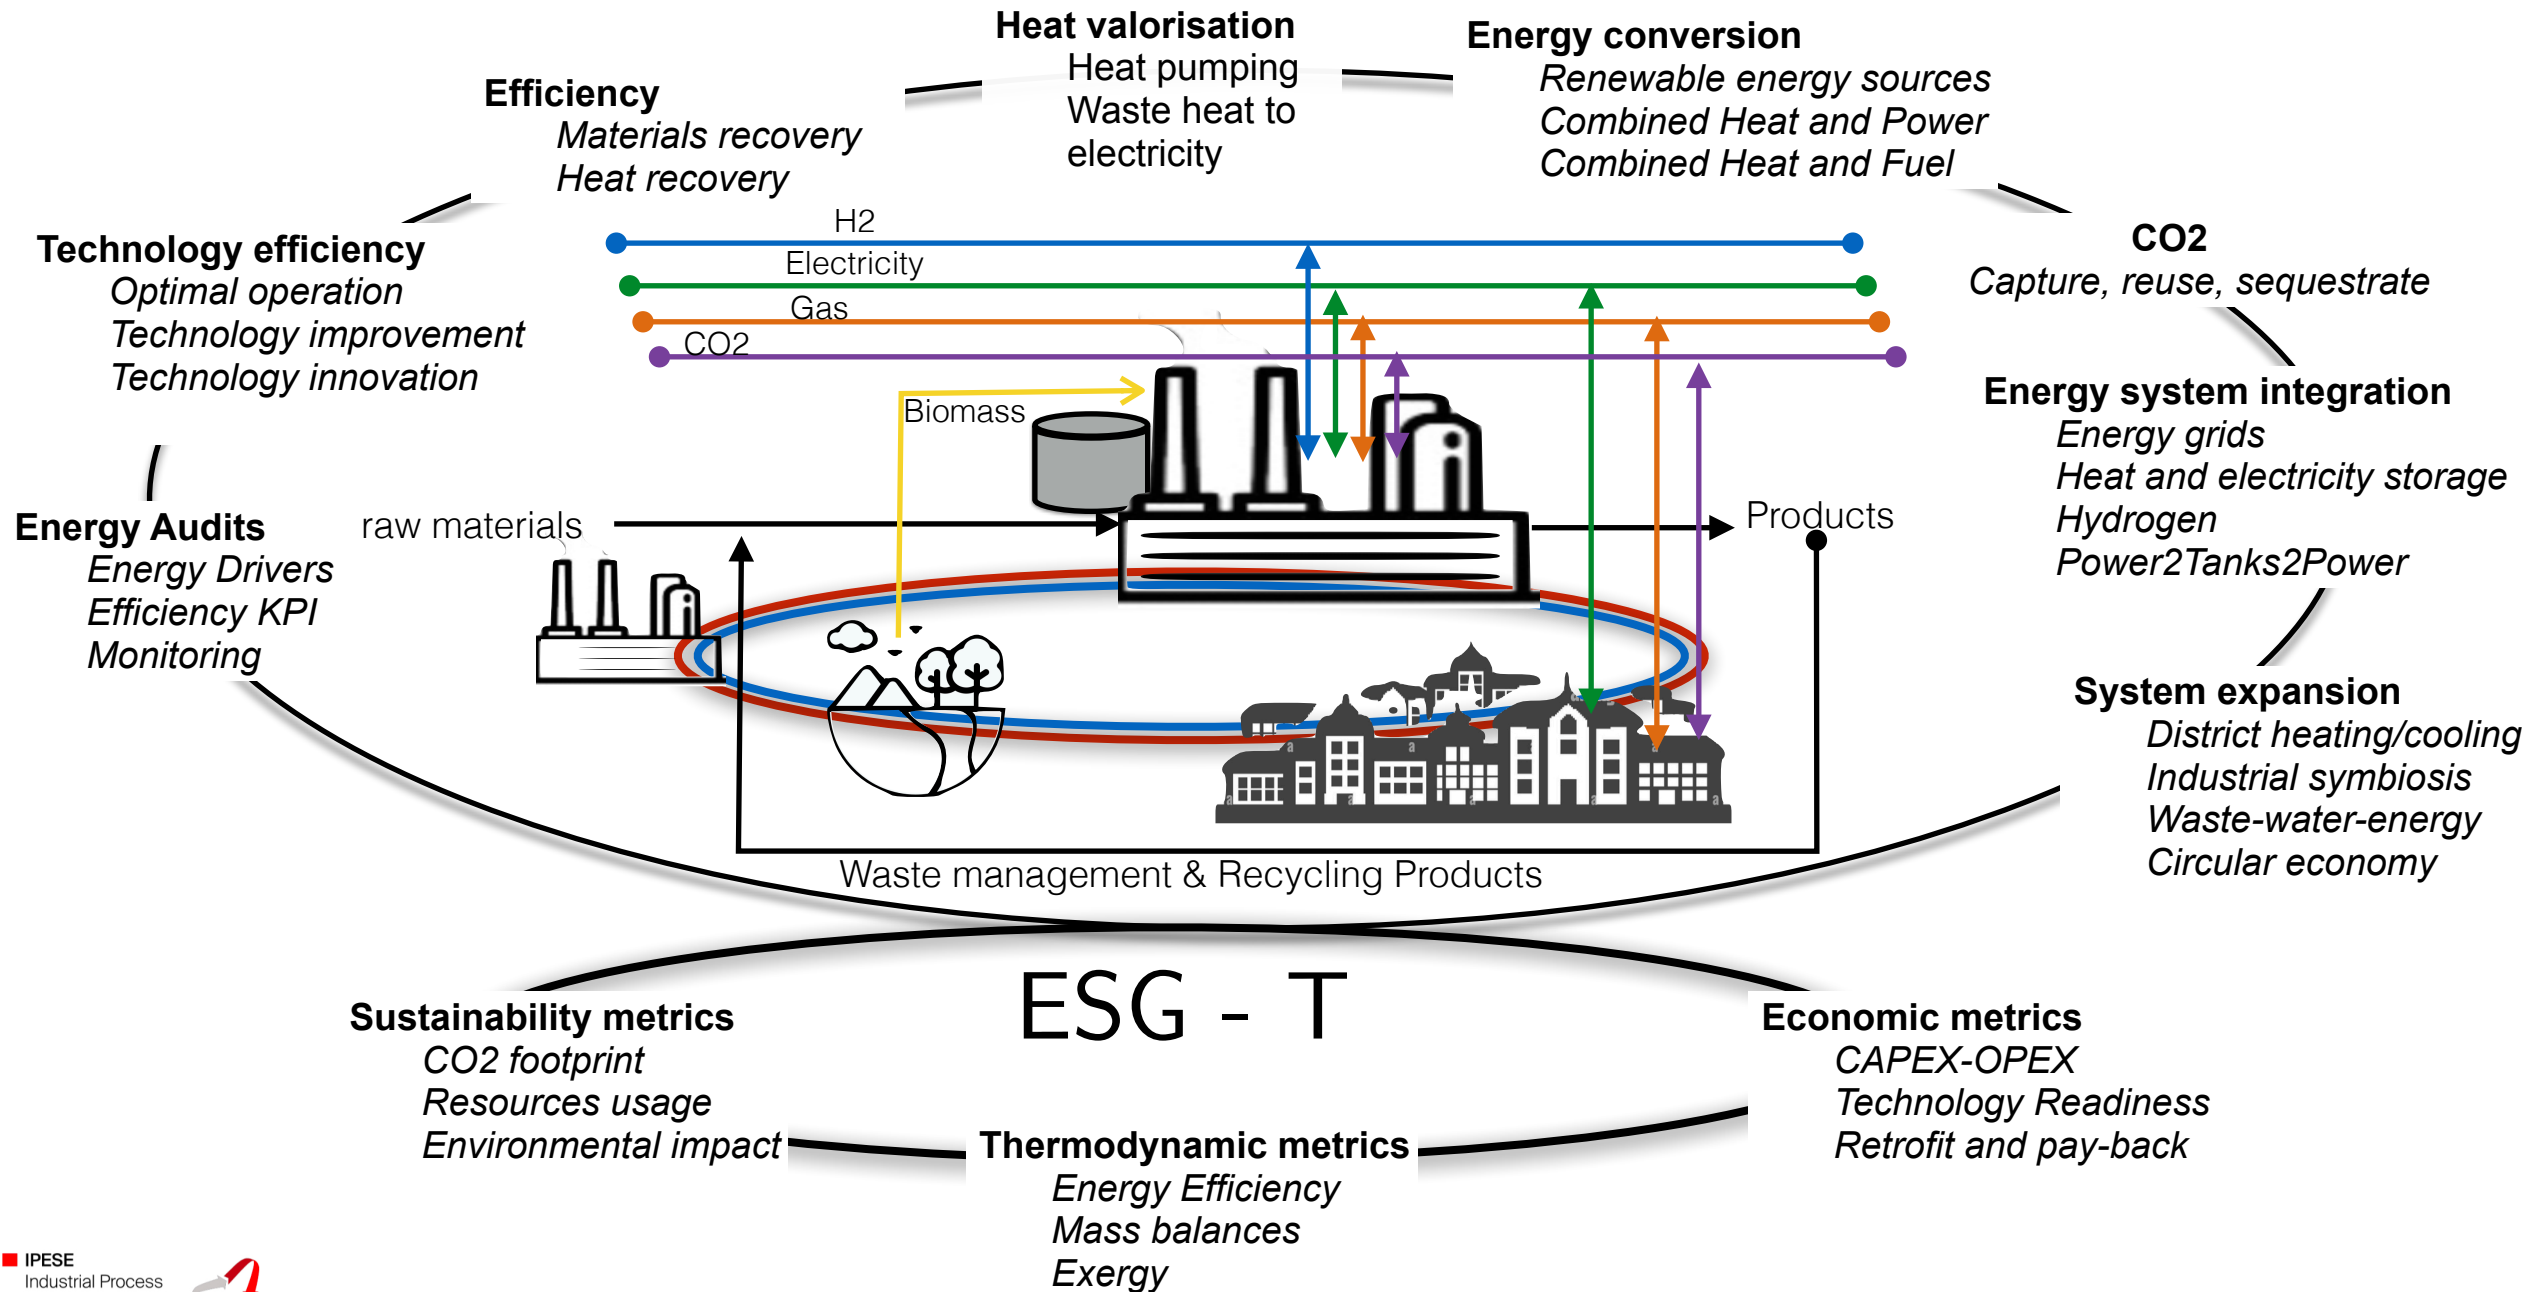 Heat valorisation
Heat pumping
Waste heat to
electricity
Energy conversion
Renewable energy sources
Combined Heat and Power
Combined Heat and Fuel
Efficiency
Materials recovery
Heat recovery
Technology efficiency
Optimal operation
Technology improvement
Technology innovation
H2
Electricity
Gas
CO2
Biomass
CO2
Capture, reuse, sequestrate
Energy system integration
Energy grids
Heat and electricity storage
Hydrogen
Power2Tanks2Power
Energy Audits
Energy Drivers
Efficiency KPI
Monitoring
raw materials
Products
System expansion
District heating/cooling
Industrial symbiosis
Waste-water-energy
Circular economy
Waste management & Recycling Products
ESG - T
Sustainability metrics
CO2 footprint
Resources usage
Environmental impact
Thermodynamic metrics
Energy Efficiency
Mass balances
Exergy
Economic metrics
CAPEX-OPEX
Technology Readiness
Retrofit and pay-back
IPESE
Industrial Process